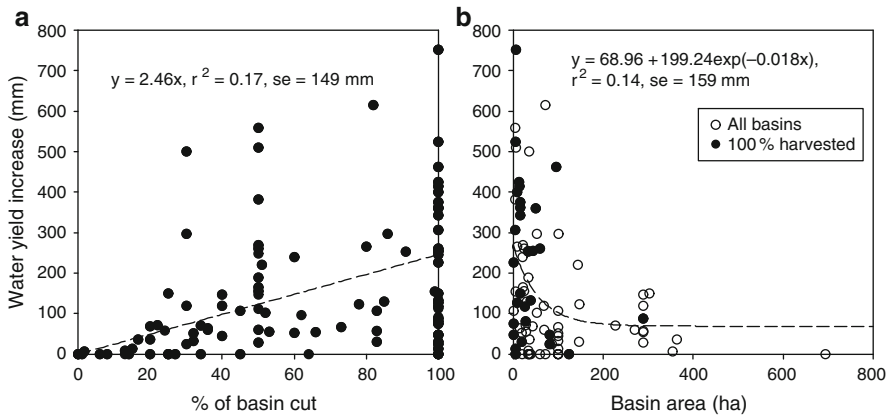 a
b
800
700
600
500
400
300
200
100
0
Water yield increase (mm)
y = 2.46x, r 2 = 0.17, se = 149 mm
0 20 40 60 80 100
% of basin cut
800
700
600
500
400
300
200
100
0
y = 68.96 +199.24exp(–0.018x),
r 2 = 0.14, se = 159 mm
All basins
100 % harvested
0 200 400 600 800
Basin area (ha)